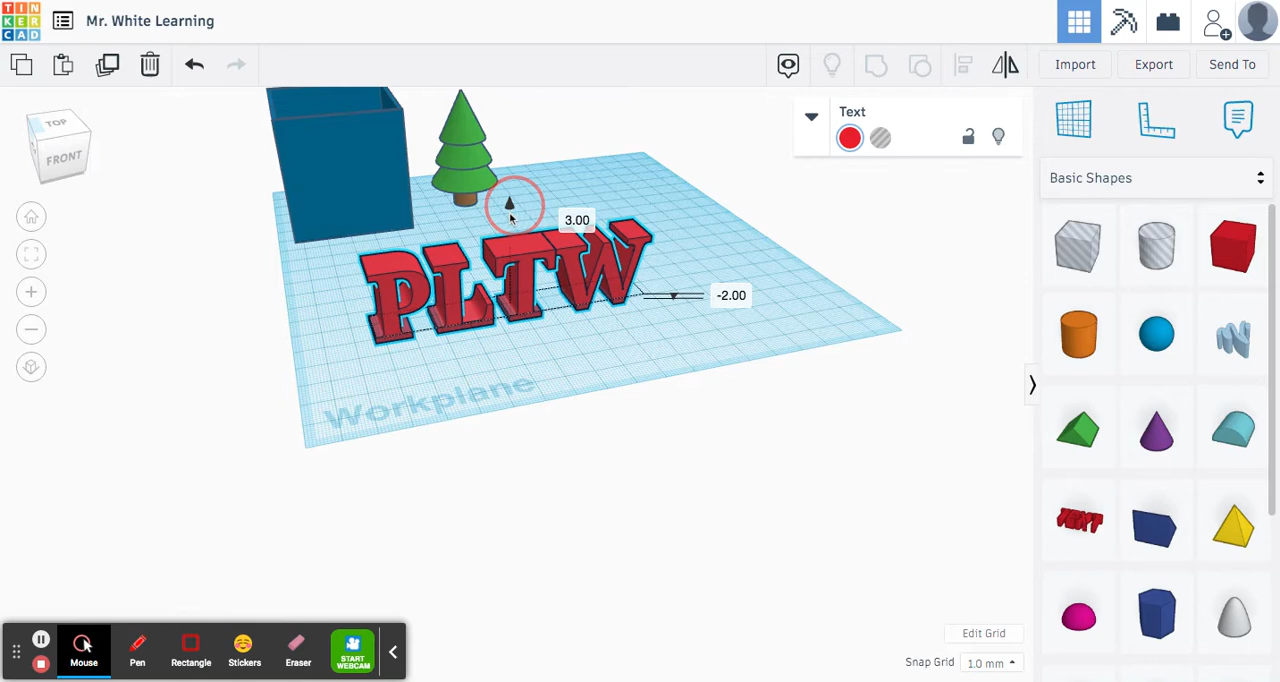 TIN
KER
CAD
Mr. White Learning
Import
Export
Send To
TOP
FRONT
Text
Basic Shapes
3.00
PLTW
-2.00
Workplane
TEXT
Edit Grid
Snap Grid
1.0 mm
Mouse
Pen
Rectangle
Stickers
Eraser
START
WEBCAM